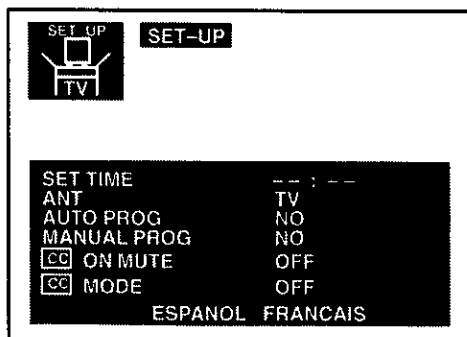 SET UP
TV
SET-UP
SET TIME -- : --
ANT TV
AUTO PROG NO
MANUAL PROG NO
CC ON MUTE OFF
CC MODE OFF
ESPANOL FRANCAIS